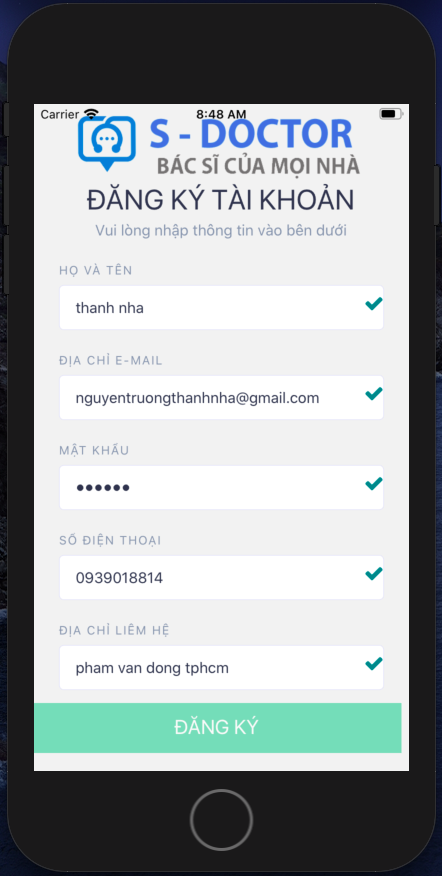 Carrier 8:48 AM
S - DOCTOR
BÁC SĨ CỦA MỌI NHÀ
ĐĂNG KÝ TÀI KHOẢN
Vui lòng nhập thông tin vào bên dưới
HỌ VÀ TÊN
thanh nha
ĐỊA CHỈ E-MAIL
nguyentruongthanhnha@gmail.com
MẬT KHẨU
••••••
SỐ ĐIỆN THOẠI
0939018814
ĐỊA CHỈ LIÊM HỆ
pham van dong tphcm
ĐĂNG KÝ